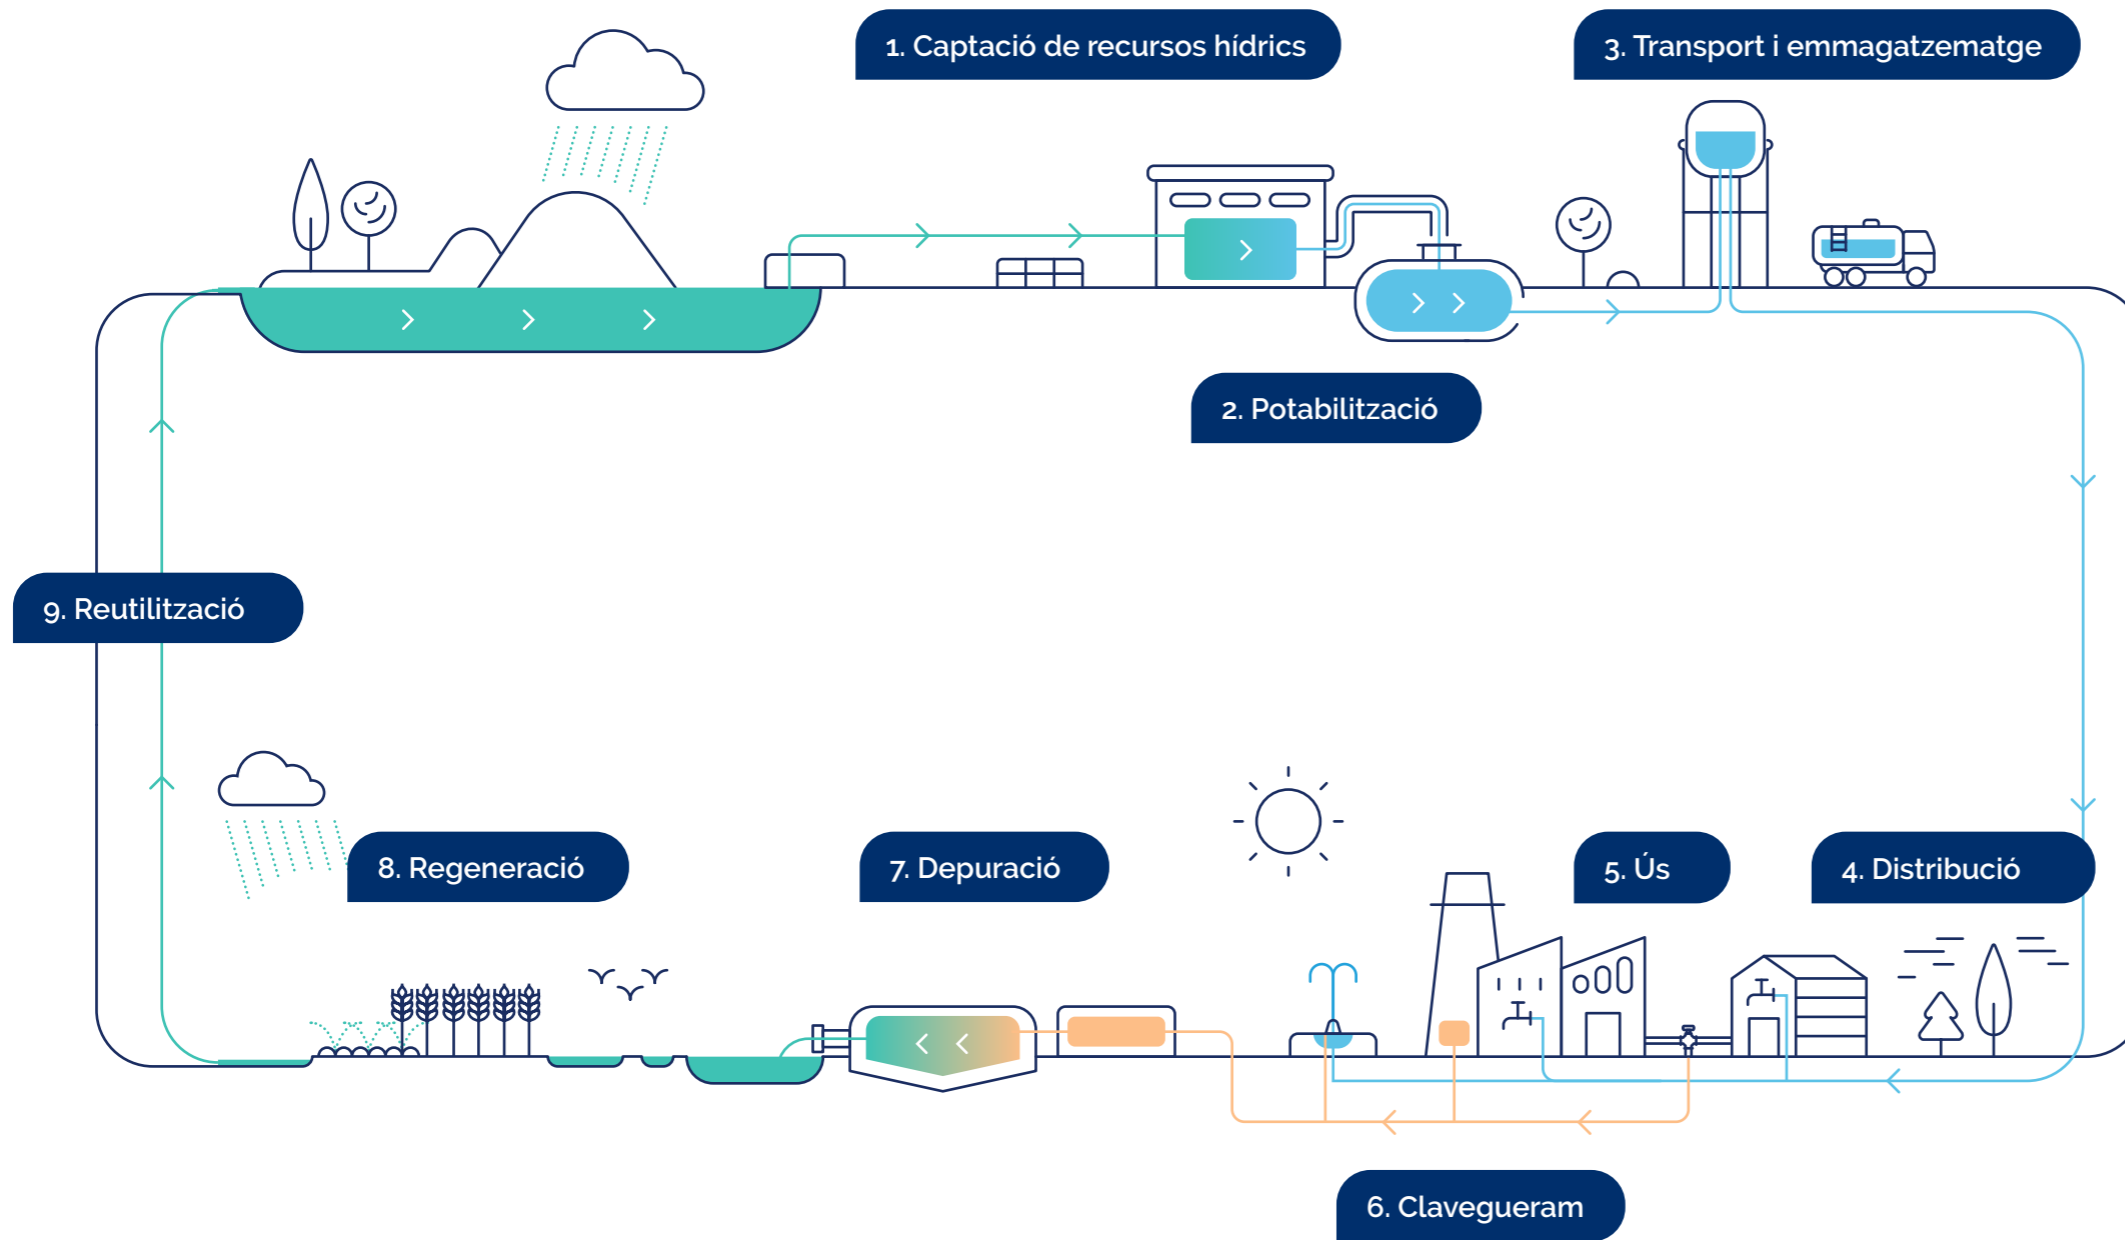 1. Captació de recursos hídrics
3. Transport i emmagatzematge
2. Potabilització
9. Reutilització
8. Regeneració
7. Depuració
5. Ús
4. Distribució
6. Clavegueram